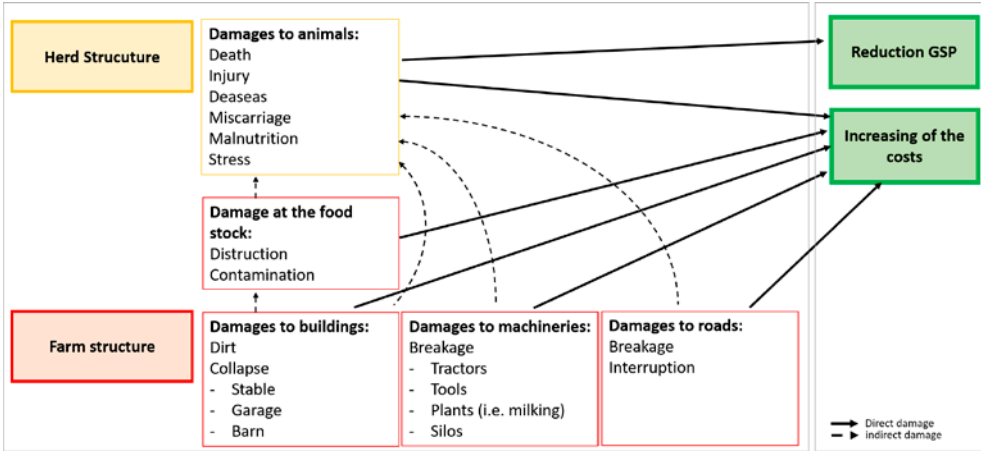 Herd Strucuture
Damages to animals:
Death
Injury
Deaseas
Miscarriage
Malnutrition
Stress
Reduction GSP
Increasing of the
costs
Damage at the food
stock:
Distruction
Contamination
Farm structure
Damages to buildings:
Dirt
Collapse
- Stable
- Garage
- Barn
Damages to machineries:
Breakage
- Tractors
- Tools
- Plants (i.e. milking)
- Silos
Damages to roads:
Breakage
Interruption
Direct damage
indirect damage